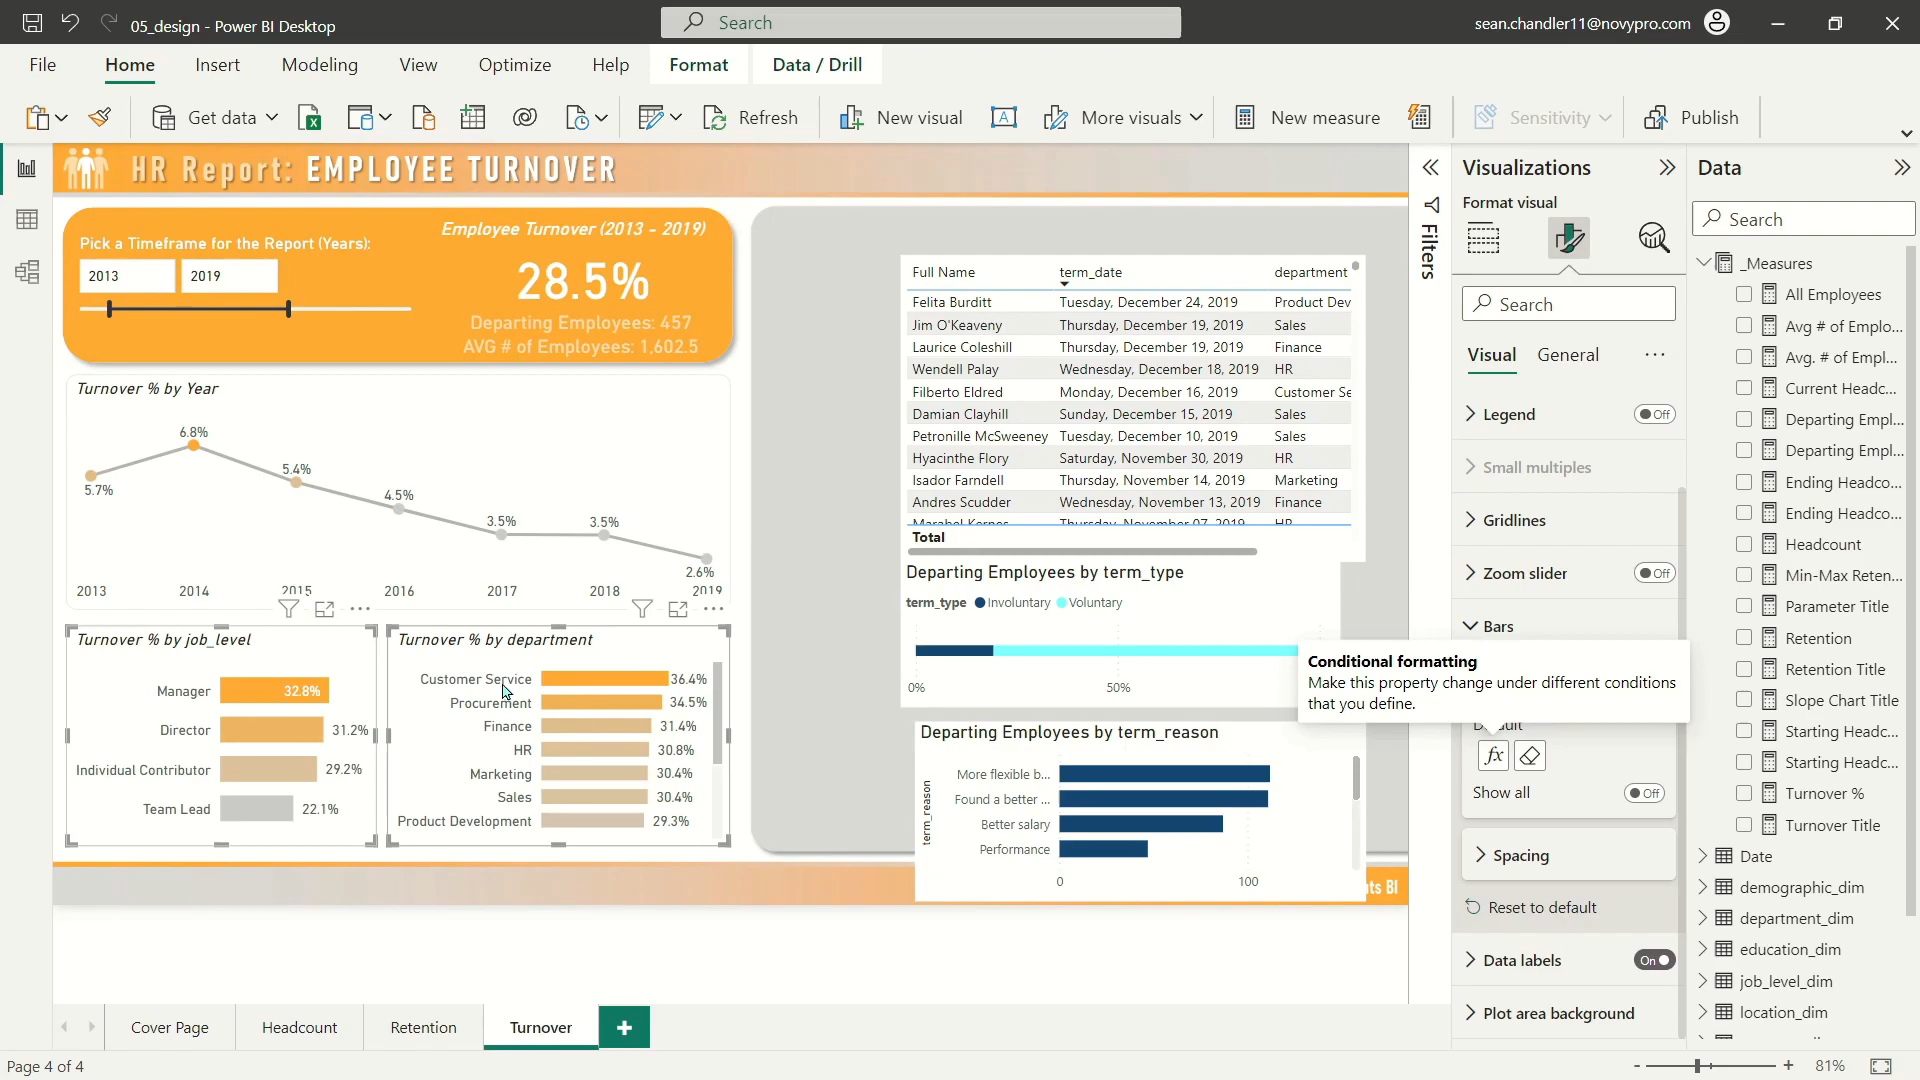 05_design - Power BI Desktop
Search
sean.chandler11@novypro.com
File
Home
Insert
Modeling
View
Optimize
Help
Format
Data / Drill
Get data
Refresh
New visual
A
More visuals
New measure
Sensitivity
Publish
HR Report: EMPLOYEE TURNOVER
Pick a Timeframe for the Report (Years):
2013
2019
Employee Turnover (2013 - 2019)
28.5%
Departing Employees: 457
AVG # of Employees: 1,602.5
Turnover % by Year
5.7%
6.8%
5.4%
4.5%
3.5%
3.5%
2.6%
2013
2014
2015
2016
2017
2018
2019
Turnover % by job_level
Manager 32.8%
Director 31.2%
Individual Contributor 29.2%
Team Lead 22.1%
Turnover % by department
Customer Service 36.4%
Procurement 34.5%
Finance 31.4%
HR 30.8%
Marketing 30.4%
Sales 30.4%
Product Development 29.3%
Full Name term_date department
Felita Burditt Tuesday, December 24, 2019 Product Dev
Jim O'Keaveny Thursday, December 19, 2019 Sales
Laurice Coleshill Thursday, December 19, 2019 Finance
Wendell Palay Wednesday, December 18, 2019 HR
Filberto Eldred Monday, December 16, 2019 Customer Se
Damian Clayhill Sunday, December 15, 2019 Sales
Petronille McSweeney Tuesday, December 10, 2019 Sales
Hyacinthe Flory Saturday, November 30, 2019 HR
Isador Farndell Thursday, November 14, 2019 Marketing
Andres Scudder Wednesday, November 13, 2019 Finance
Thursday, November 07, 2019 HR
Total
Departing Employees by term_type
term_type Involuntary Voluntary
0%
50%
Departing Employees by term_reason
term_reason
More flexible b...
Found a better ...
Better salary
Performance
0
100
ts BI
Filters
Visualizations
Format visual
Search
Visual
General
...
Legend
Off
Small multiples
Gridlines
Zoom slider
Off
Bars
Conditional formatting
Make this property change under different conditions
that you define.
Default
fx
Show all
Off
Spacing
Reset to default
Data labels
On
Plot area background
Data
Search
_Measures
All Employees
Avg # of Emplo...
Avg. # of Empl...
Current Headc...
Departing Empl...
Departing Empl...
Ending Headco...
Ending Headco...
Headcount
Min-Max Reten...
Parameter Title
Retention
Retention Title
Slope Chart Title
Starting Headc...
Starting Headc...
Turnover %
Turnover Title
Date
demographic_dim
department_dim
education_dim
job_level_dim
location_dim
Cover Page
Headcount
Retention
Turnover
+
Page 4 of 4
-
+
81%